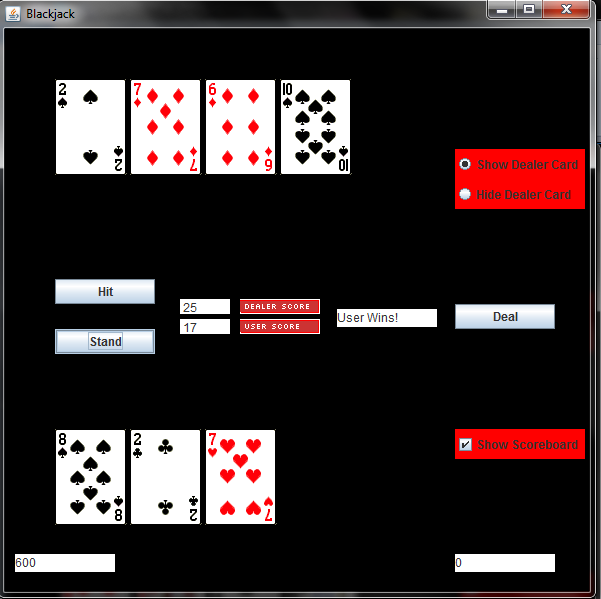 Blackjack
2 7 6 10
2 7 6 10
Show Dealer Card
Hide Dealer Card
Hit
25 DEALER SCORE
17 USER SCORE
User Wins!
Deal
Stand
8 2 7
8 2 7
Show Scoreboard
600
0